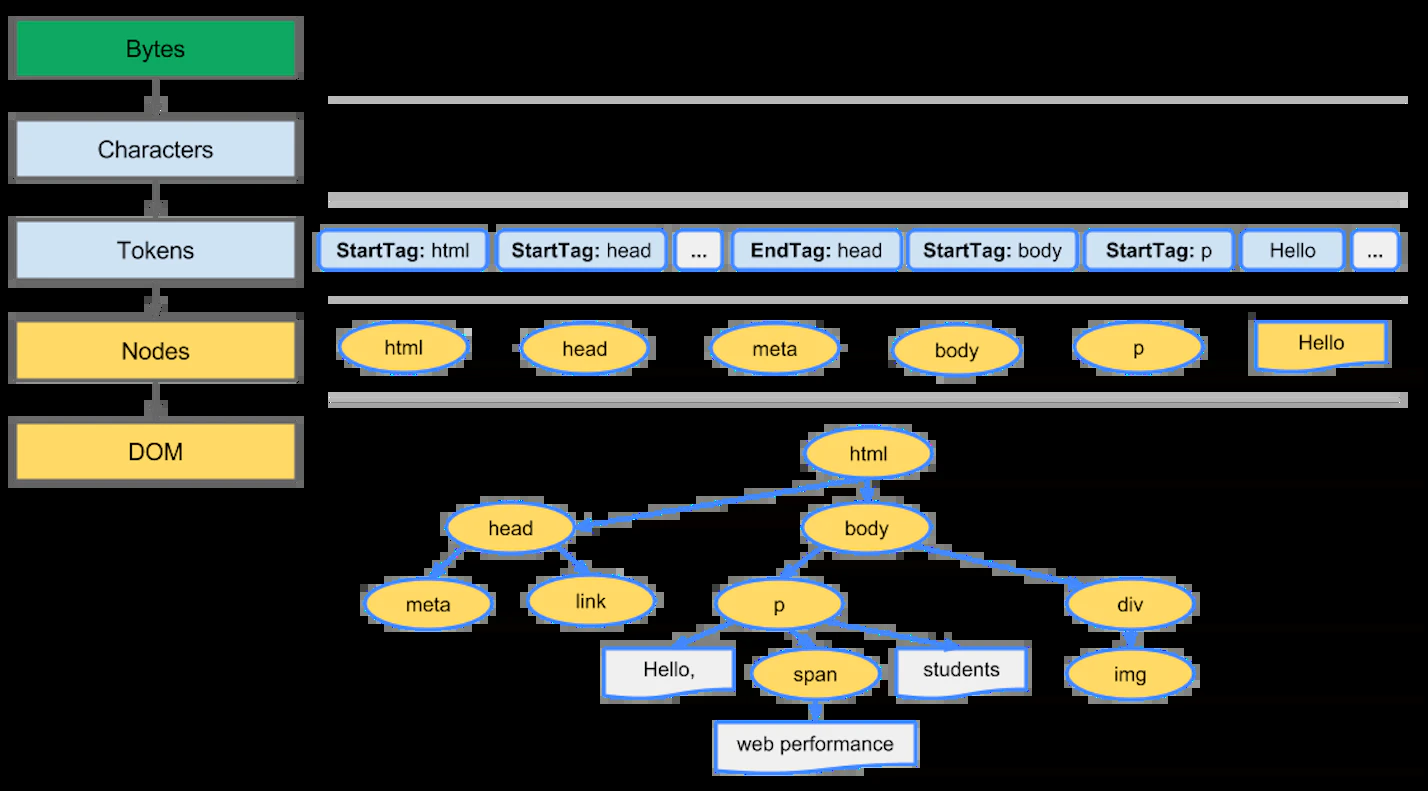 Bytes
Characters
Tokens
StartTag: html
StartTag: head
...
EndTag: head
StartTag: body
StartTag: p
Hello
...
Nodes
html
head
meta
body
p
Hello
DOM
html
head
body
meta
link
p
div
Hello,
span
students
img
web performance